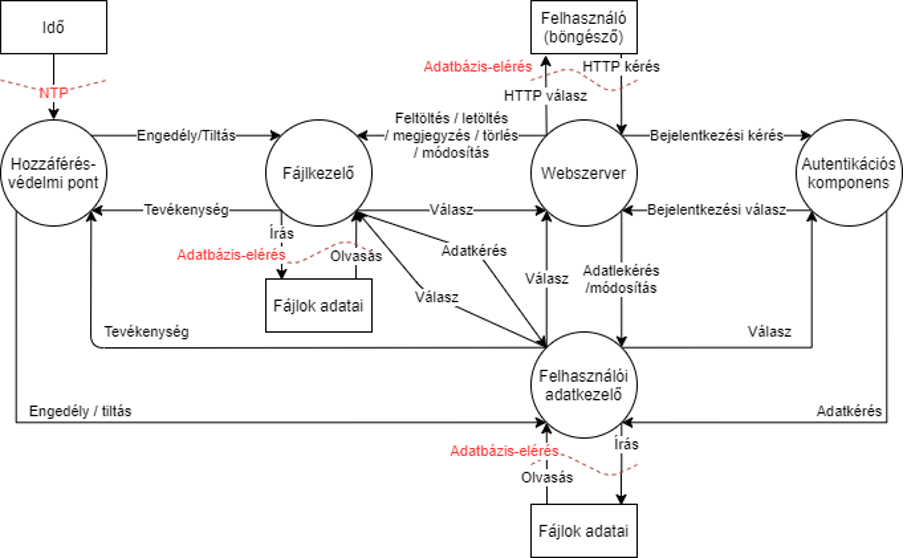 Idő
Felhasználó
(böngésző)
Adatbázis-elérés
HTTP kérés
NTP
HTTP válasz
Feltöltés / letöltés
/ megjegyzés / törlés
/ módosítás
Engedély/Tiltás
Bejelentkezési kérés
Hozzáférés-
védelmi pont
Fájlkezelő
Webszerver
Autentikációs
komponens
Tevékenység
Válasz
Bejelentkezési válasz
Írás
Adatbázis-elérés
Olvasás
Adatkérés
Válasz
Adatlekérés
/módosítás
Fájlok adatai
Válasz
Tevékenység
Válasz
Felhasználói
adatkezelő
Engedély / tiltás
Adatkérés
Írás
Adatbázis-elérés
Olvasás
Fájlok adatai